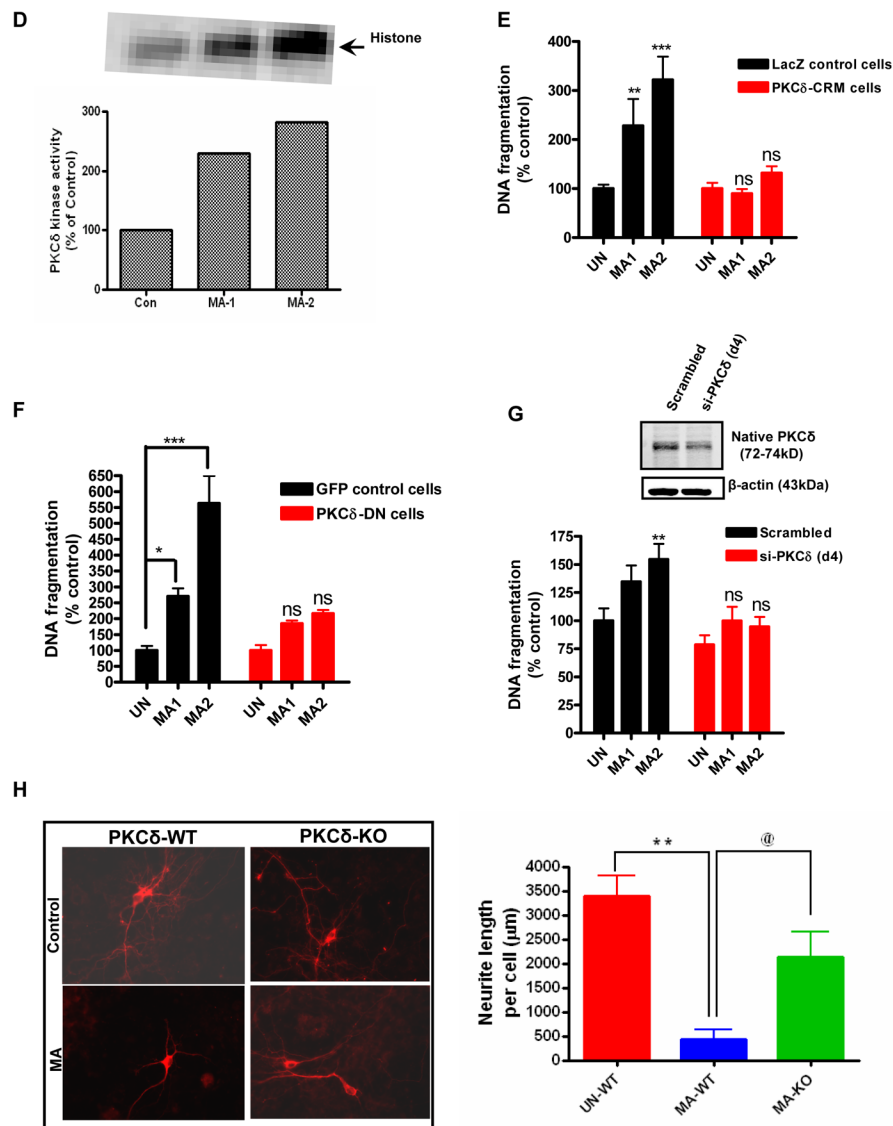 D
Histone
PKCδ kinase activity
(% of Control)
300
200
100
0
Con MA-1 MA-2
E
DNA fragmentation
(% control)
400
300
200
100
0
** ***
ns ns
LacZ control cells
PKCδ-CRM cells
UN MA1 MA2 UN MA1 MA2
F
DNA fragmentation
(% control)
650
600
550
500
450
400
350
300
250
200
150
100
50
0
***
*
ns ns
GFP control cells
PKCδ-DN cells
UN MA1 MA2 UN MA1 MA2
G
Scrambled
si-PKCδ (d4)
Native PKCδ
(72-74kD)
β-actin (43kDa)
DNA fragmentation
(% control)
175
150
125
100
75
50
25
0
**
ns ns
Scrambled
si-PKCδ (d4)
UN MA1 MA2 UN MA1 MA2
H
PKCδ-WT PKCδ-KO
Control
MA
Neurite length
per cell (μm)
4000
3500
3000
2500
2000
1500
1000
500
0
** @
UN-WT MA-WT MA-KO